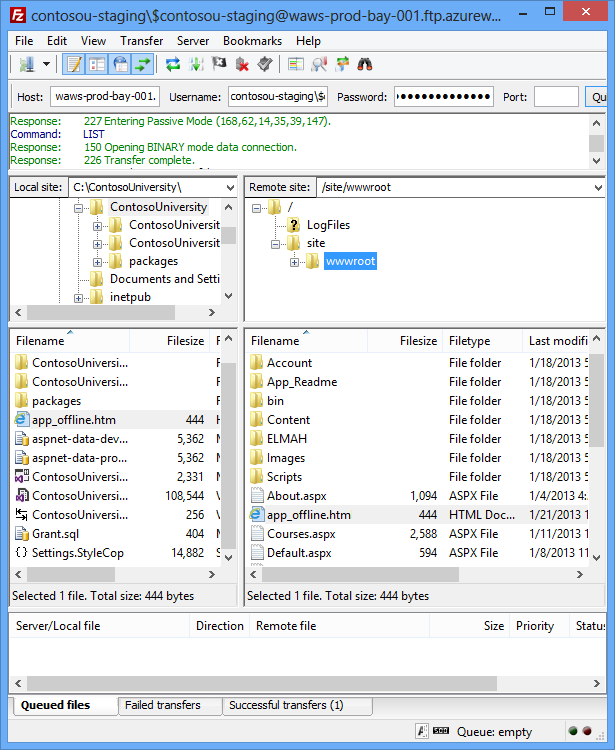 Fz contosou-staging\$contosou-staging@waws-prod-bay-001.ftp.azurew...
File Edit View Transfer Server Bookmarks Help
Host: waws-prod-bay-001. Username: contosou-staging\$ Password: ●●●●●●●●●●●●● Port: Qu
Response: 227 Entering Passive Mode (168,62,14,35,39,147).
Command: LIST
Response: 150 Opening BINARY mode data connection.
Response: 226 Transfer complete.
Local site: C:\ContosoUniversity\
ContosoUniversity
ContosoUniversit
ContosoUniversit
packages
Documents and Setti
inetpub
Remote site: /site/wwwroot
/
? LogFiles
site
wwwroot
Filename Filesize F
ContosoUniversi...
ContosoUniversi...
packages
app_offline.htm 444 H
aspnet-data-dev... 5,362 M
aspnet-data-pro... 5,362 M
ContosoUniversi... 2,331 M
ContosoUniversi... 108,544 V
ContosoUniversi... 256 V
Grant.sql 404 M
Settings.StyleCop 14,882 S
Selected 1 file. Total size: 444 bytes
Filename Filesize Filetype Last modifi
Account File folder 1/18/2013 5
App_Readme File folder 1/18/2013 5
bin File folder 1/18/2013 5
Content File folder 1/18/2013 5
ELMAH File folder 1/18/2013 5
Images File folder 1/18/2013 5
Scripts File folder 1/18/2013 5
About.aspx 1,094 ASPX File 1/4/2013 4:
app_offline.htm 444 HTML Doc... 1/21/2013 1
Courses.aspx 2,588 ASPX File 1/11/2013 1
Default.aspx 594 ASPX File 1/8/2013 11
Selected 1 file. Total size: 444 bytes
Server/Local file Direction Remote file Size Priority Status
Queued files Failed transfers Successful transfers (1)
Queue: empty